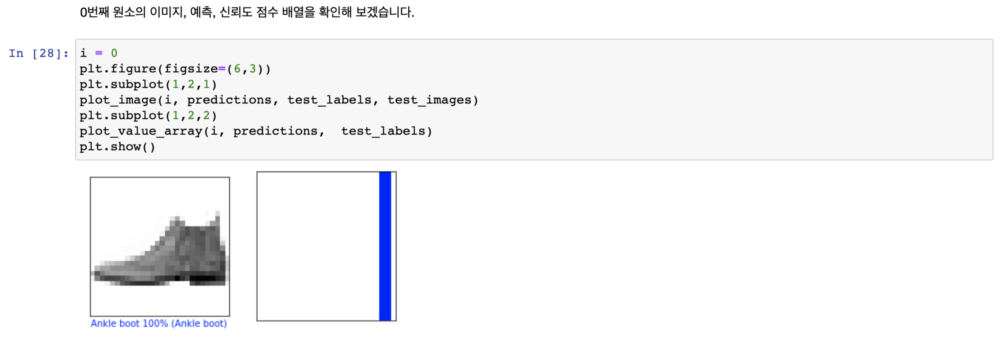 0번째 원소의 이미지, 예측, 신뢰도 점수 배열을 확인해 보겠습니다.
In [28]:
i = 0
plt.figure(figsize=(6,3))
plt.subplot(1,2,1)
plot_image(i, predictions, test_labels, test_images)
plt.subplot(1,2,2)
plot_value_array(i, predictions,  test_labels)
plt.show()
Ankle boot 100% (Ankle boot)